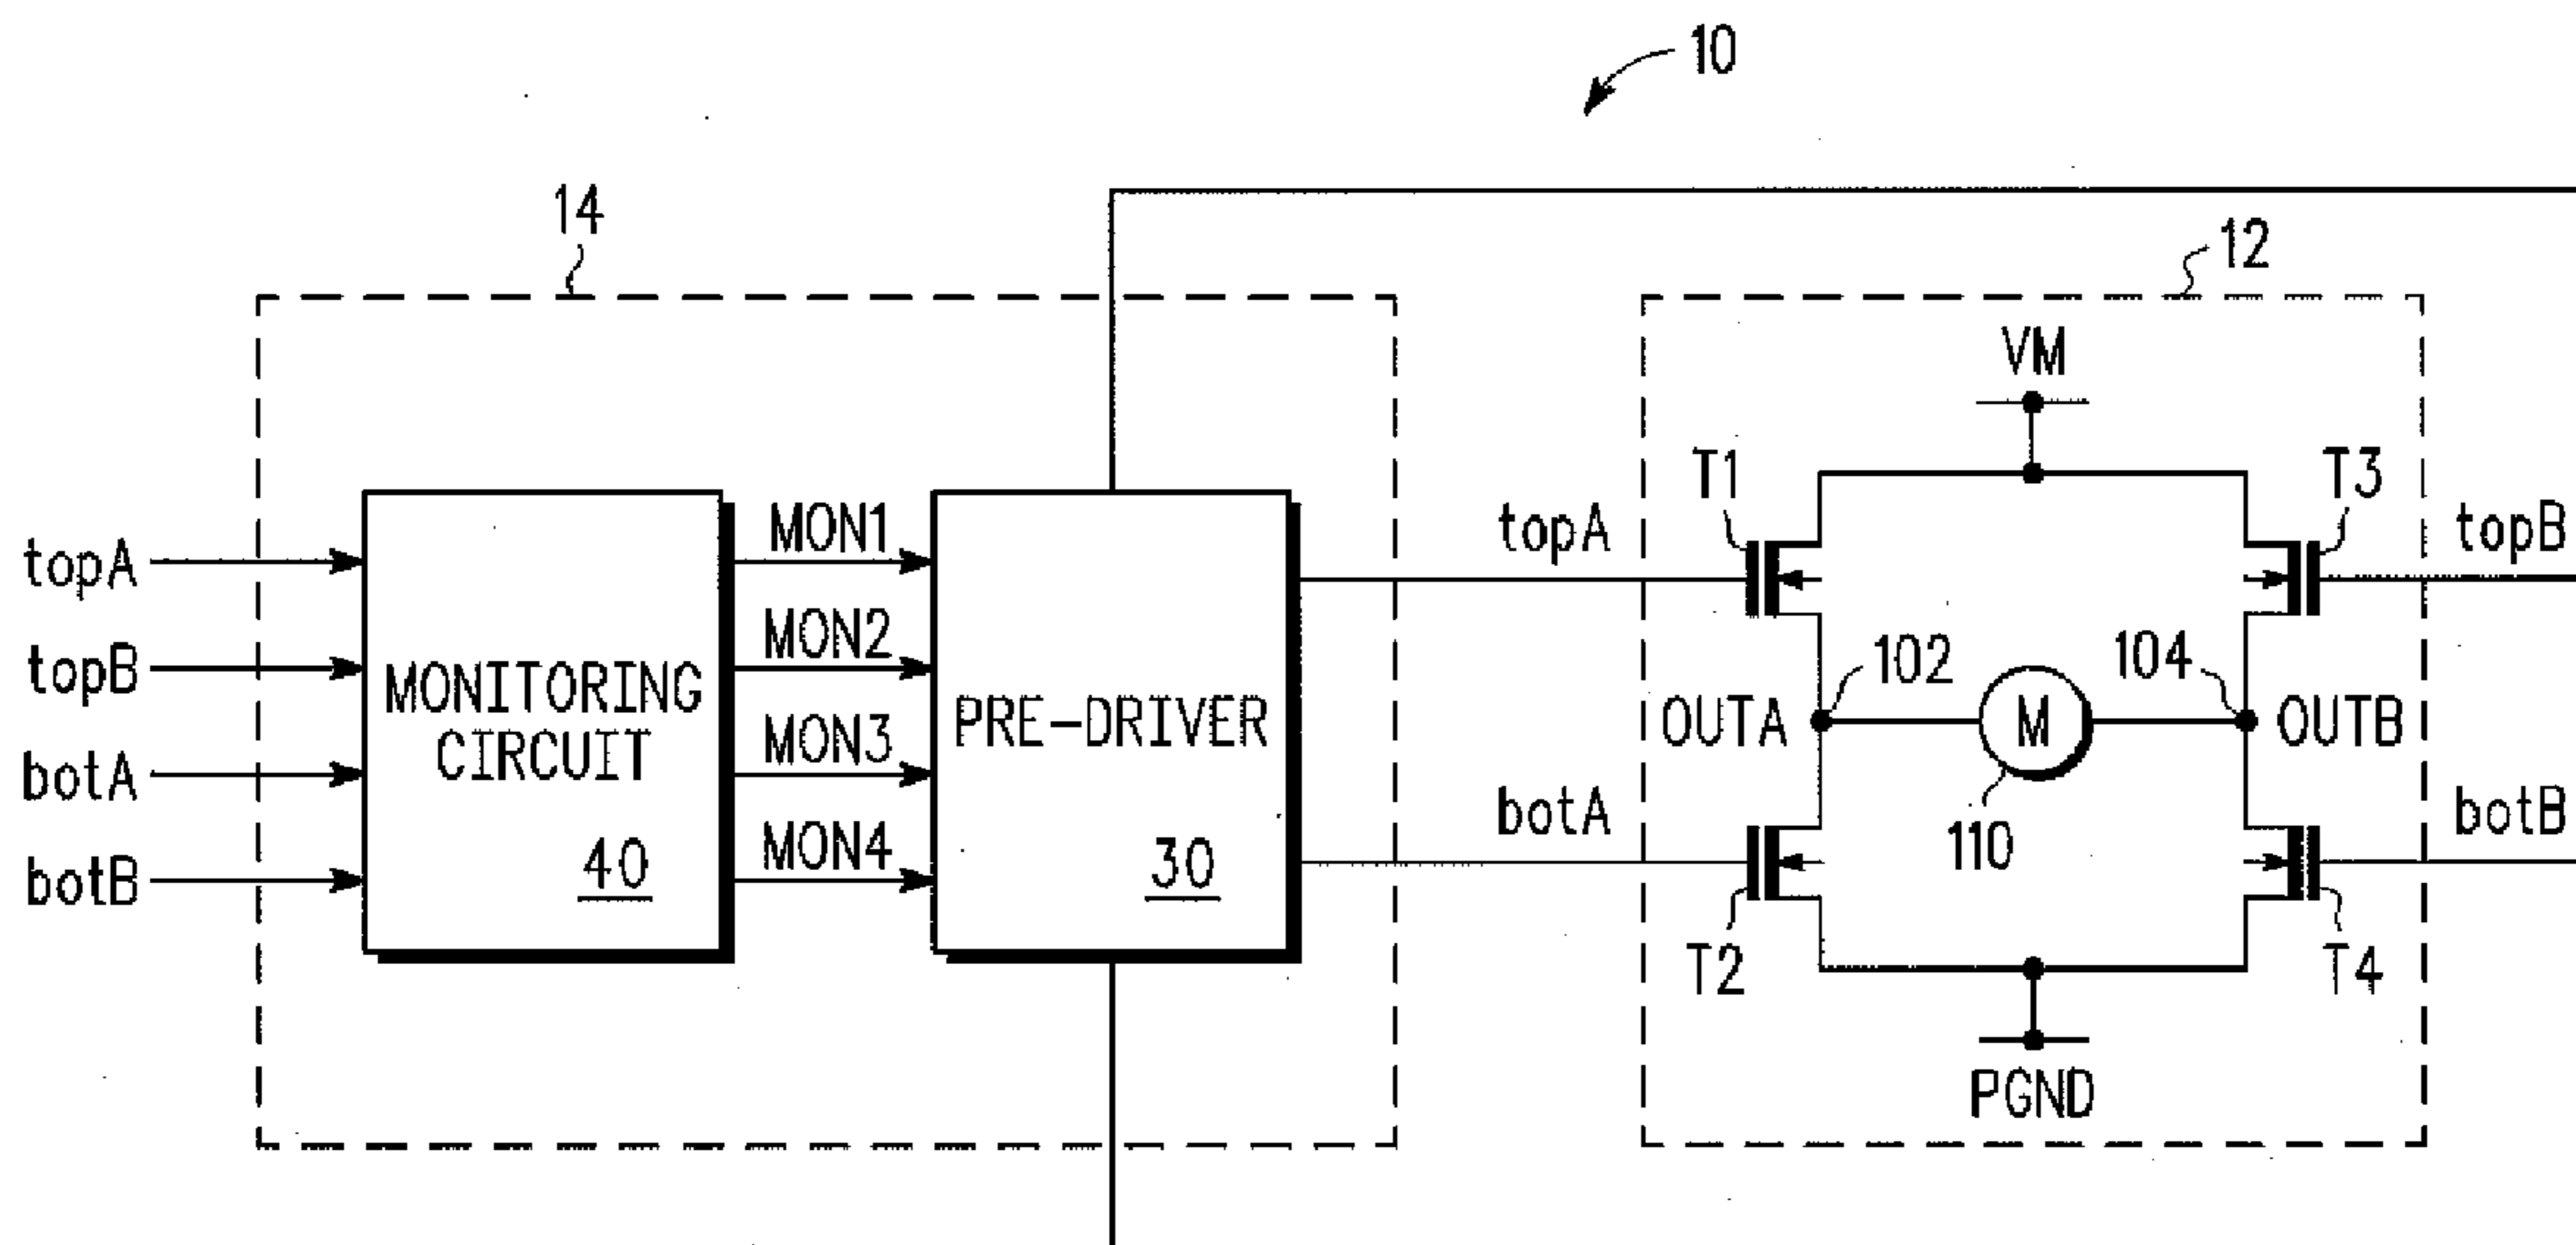 10
14
12
VM
T1
T3
topA
topB
botA
botB
MONITORING
CIRCUIT
40
MON1
MON2
MON3
MON4
PRE-DRIVER
30
topA
botA
topB
botB
102
104
OUTA
M
OUTB
110
T2
T4
PGND